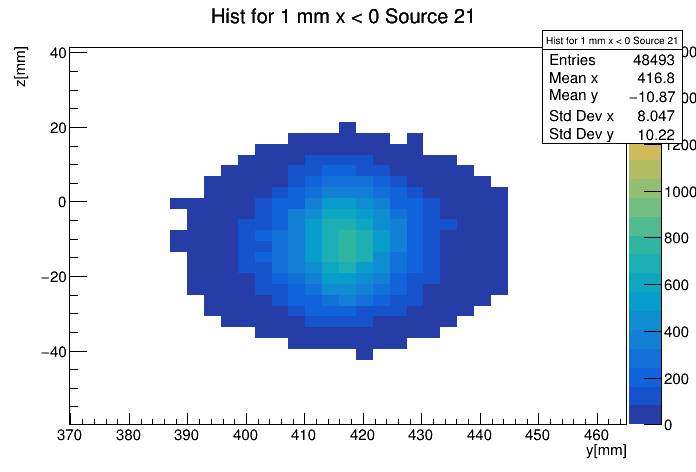 Hist for 1 mm x < 0 Source 21
z[mm]
40
20
0
−20
−40
370 380 390 400 410 420 430 440 450 460
y[mm]
Hist for 1 mm x < 0 Source 21
Entries 48493
Mean x 416.8
Mean y −10.87
Std Dev x 8.047
Std Dev y 10.22
1200
1000
800
600
400
200
0